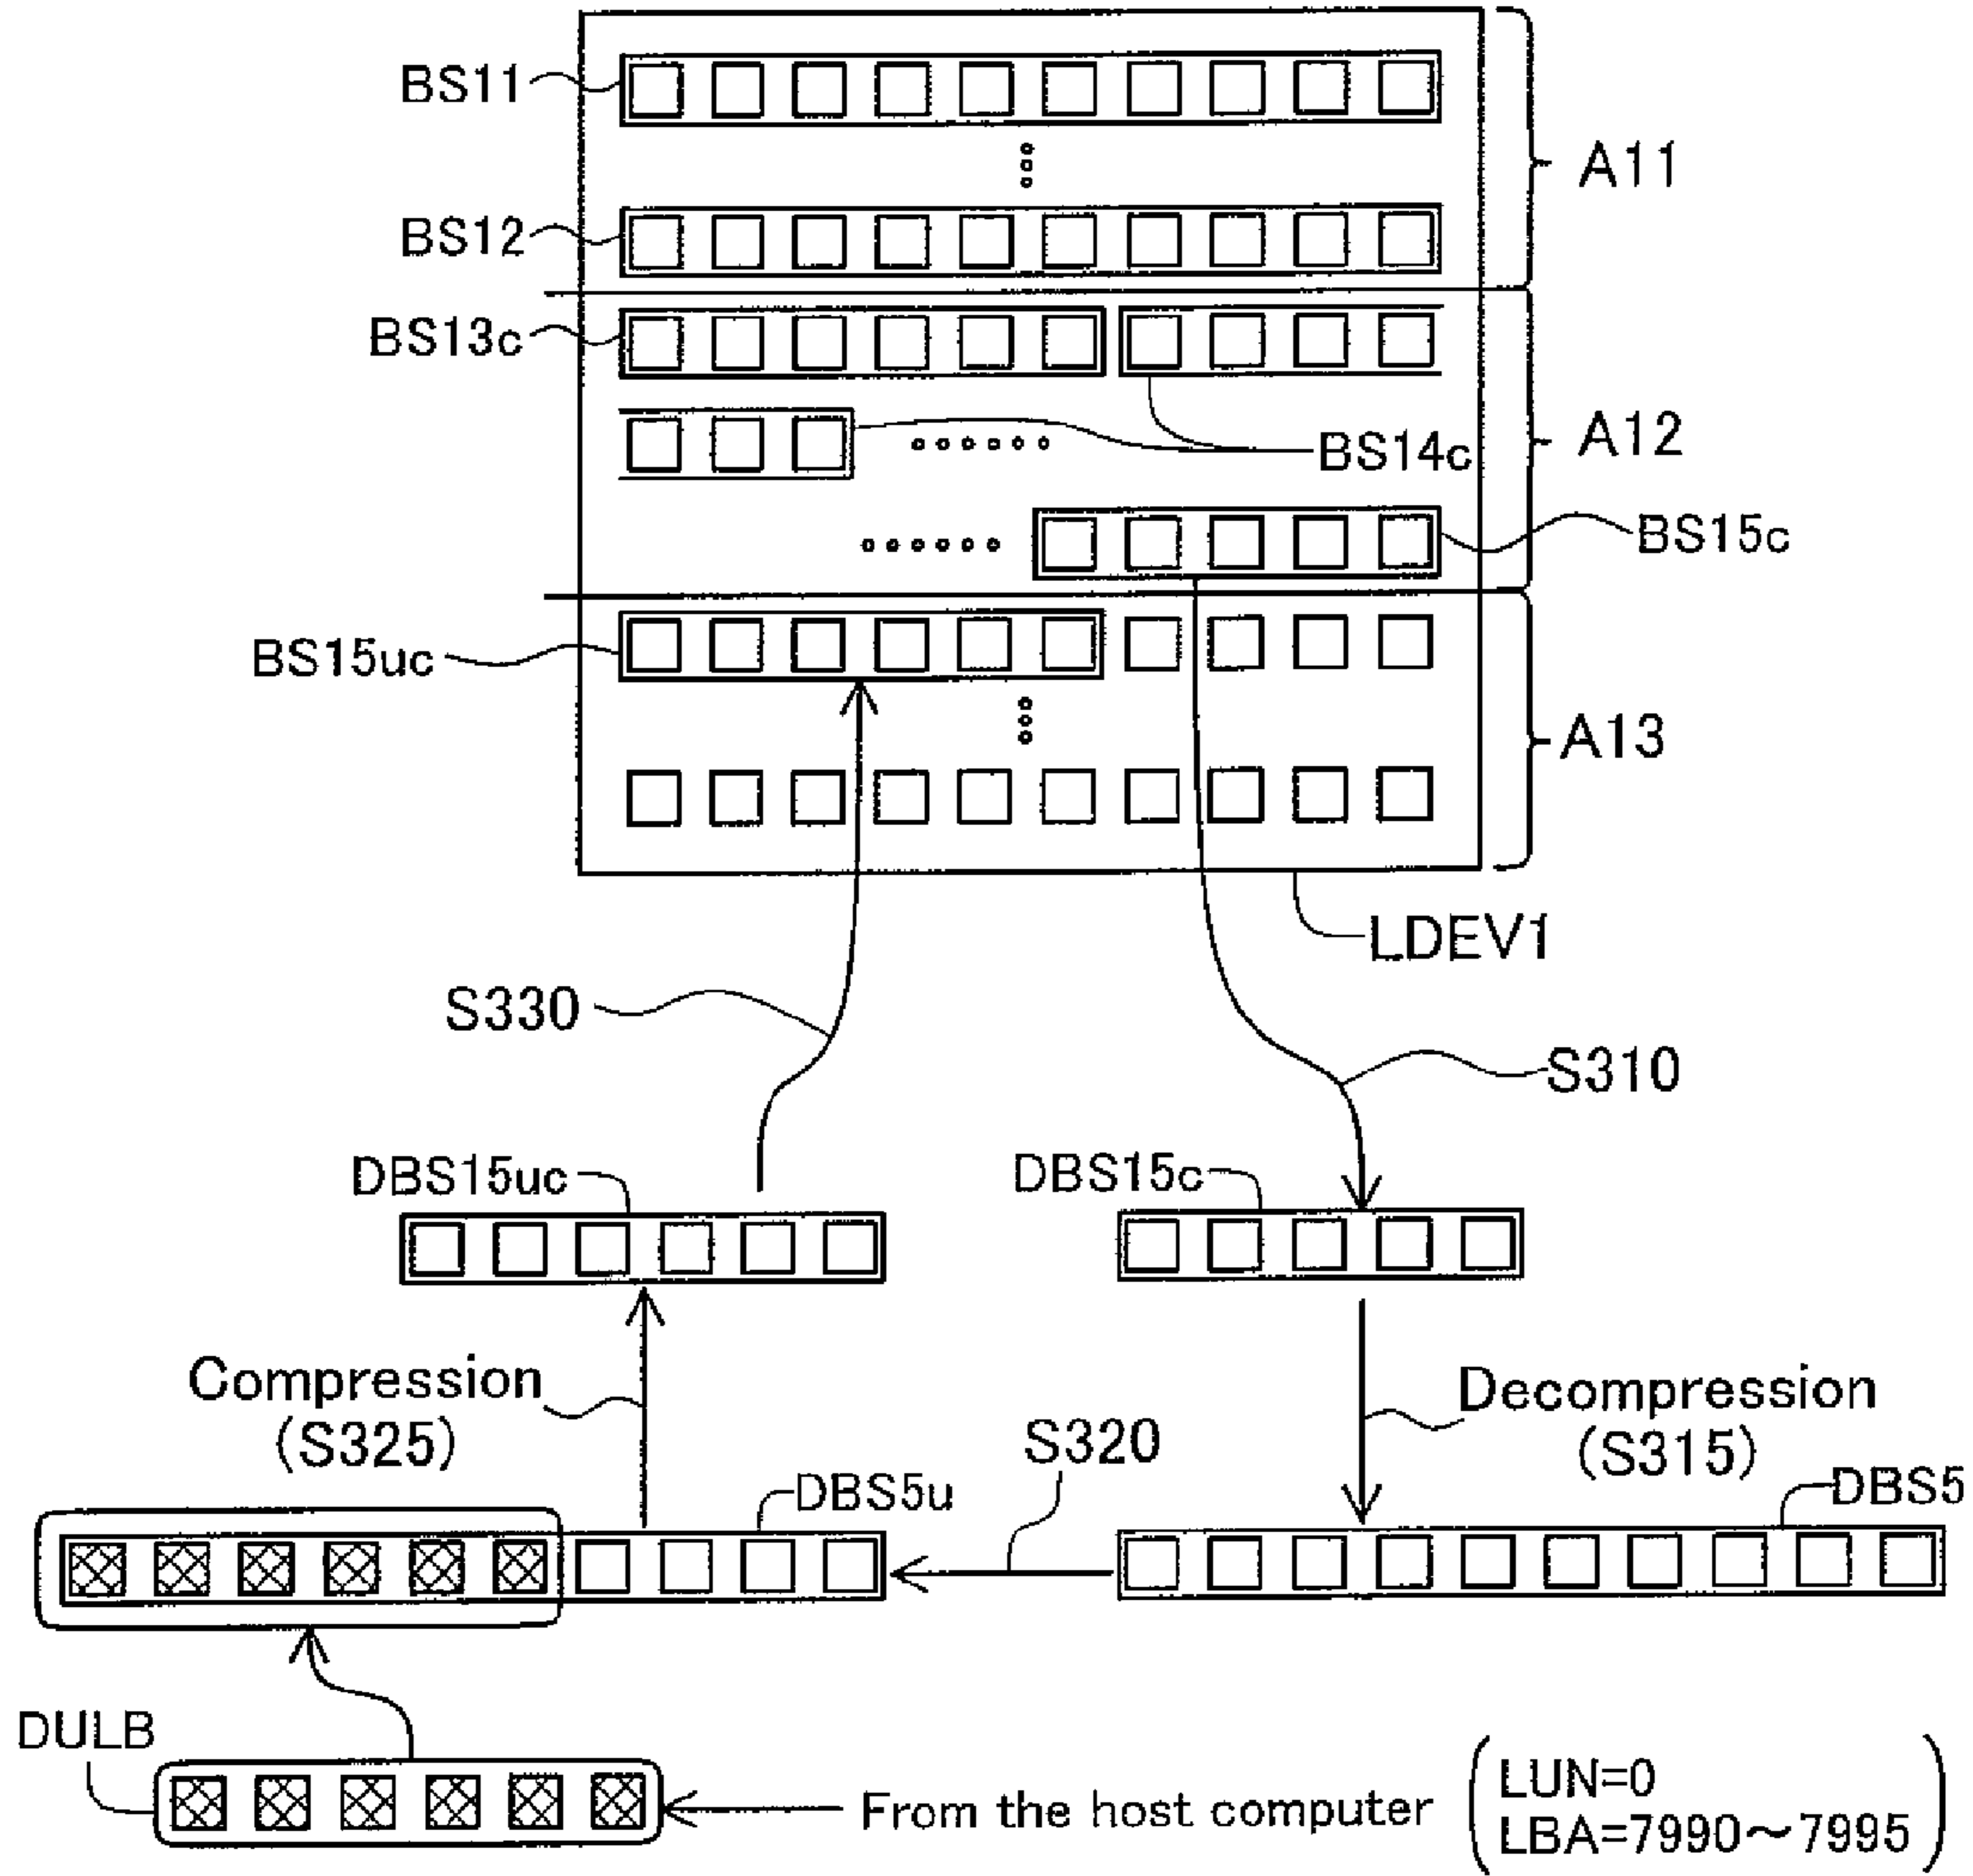 BS11
A11
BS12
BS13c
A12
BS14c
BS15c
BS15uc
A13
LDEV1
S330
S310
DBS15uc
DBS15c
Compression
(S325)
Decompression
(S315)
S320
DBS5u
DBS5
DULB
From the host computer
LUN=0
LBA=7990～7995